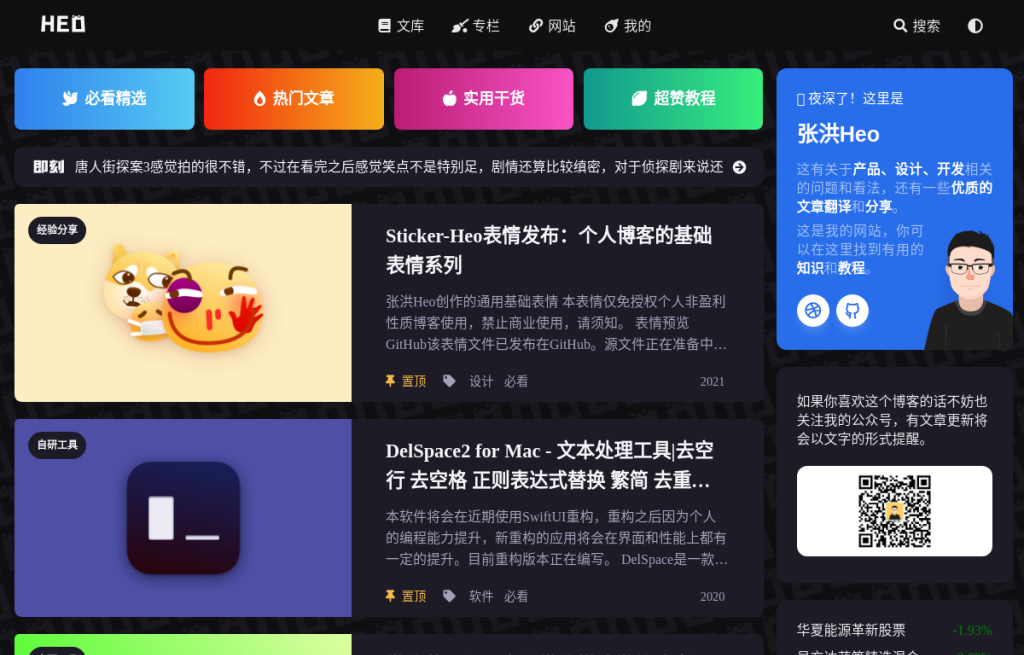 HEO
文库
专栏
网站
我的
搜索
必看精选
热门文章
实用干货
超赞教程
即刻 唐人街探案3感觉拍的很不错，不过在看完之后感觉笑点不是特别足，剧情还算比较缜密，对于侦探剧来说还
经验分享
Sticker-Heo表情发布：个人博客的基础
表情系列
张洪Heo创作的通用基础表情 本表情仅免授权个人非盈利
性质博客使用，禁止商业使用，请须知。 表情预览
GitHub该表情文件已发布在GitHub。源文件正在准备中…
置顶 设计 必看 2021
自研工具
DelSpace2 for Mac - 文本处理工具|去空
行 去空格 正则表达式替换 繁简 去重…
本软件将会在近期使用SwiftUI重构，重构之后因为个人
的编程能力提升，新重构的应用将会在界面和性能上都有
一定的提升。目前重构版本正在编写。 DelSpace是一款…
置顶 软件 必看 2020
夜深了！这里是
张洪Heo
这有关于产品、设计、开发相关
的问题和看法，还有一些优质的
文章翻译和分享。
这是我的网站，你可
以在这里找到有用的
知识和教程。
如果你喜欢这个博客的话不妨也
关注我的公众号，有文章更新将
会以文字的形式提醒。
华夏能源革新股票 -1.93%